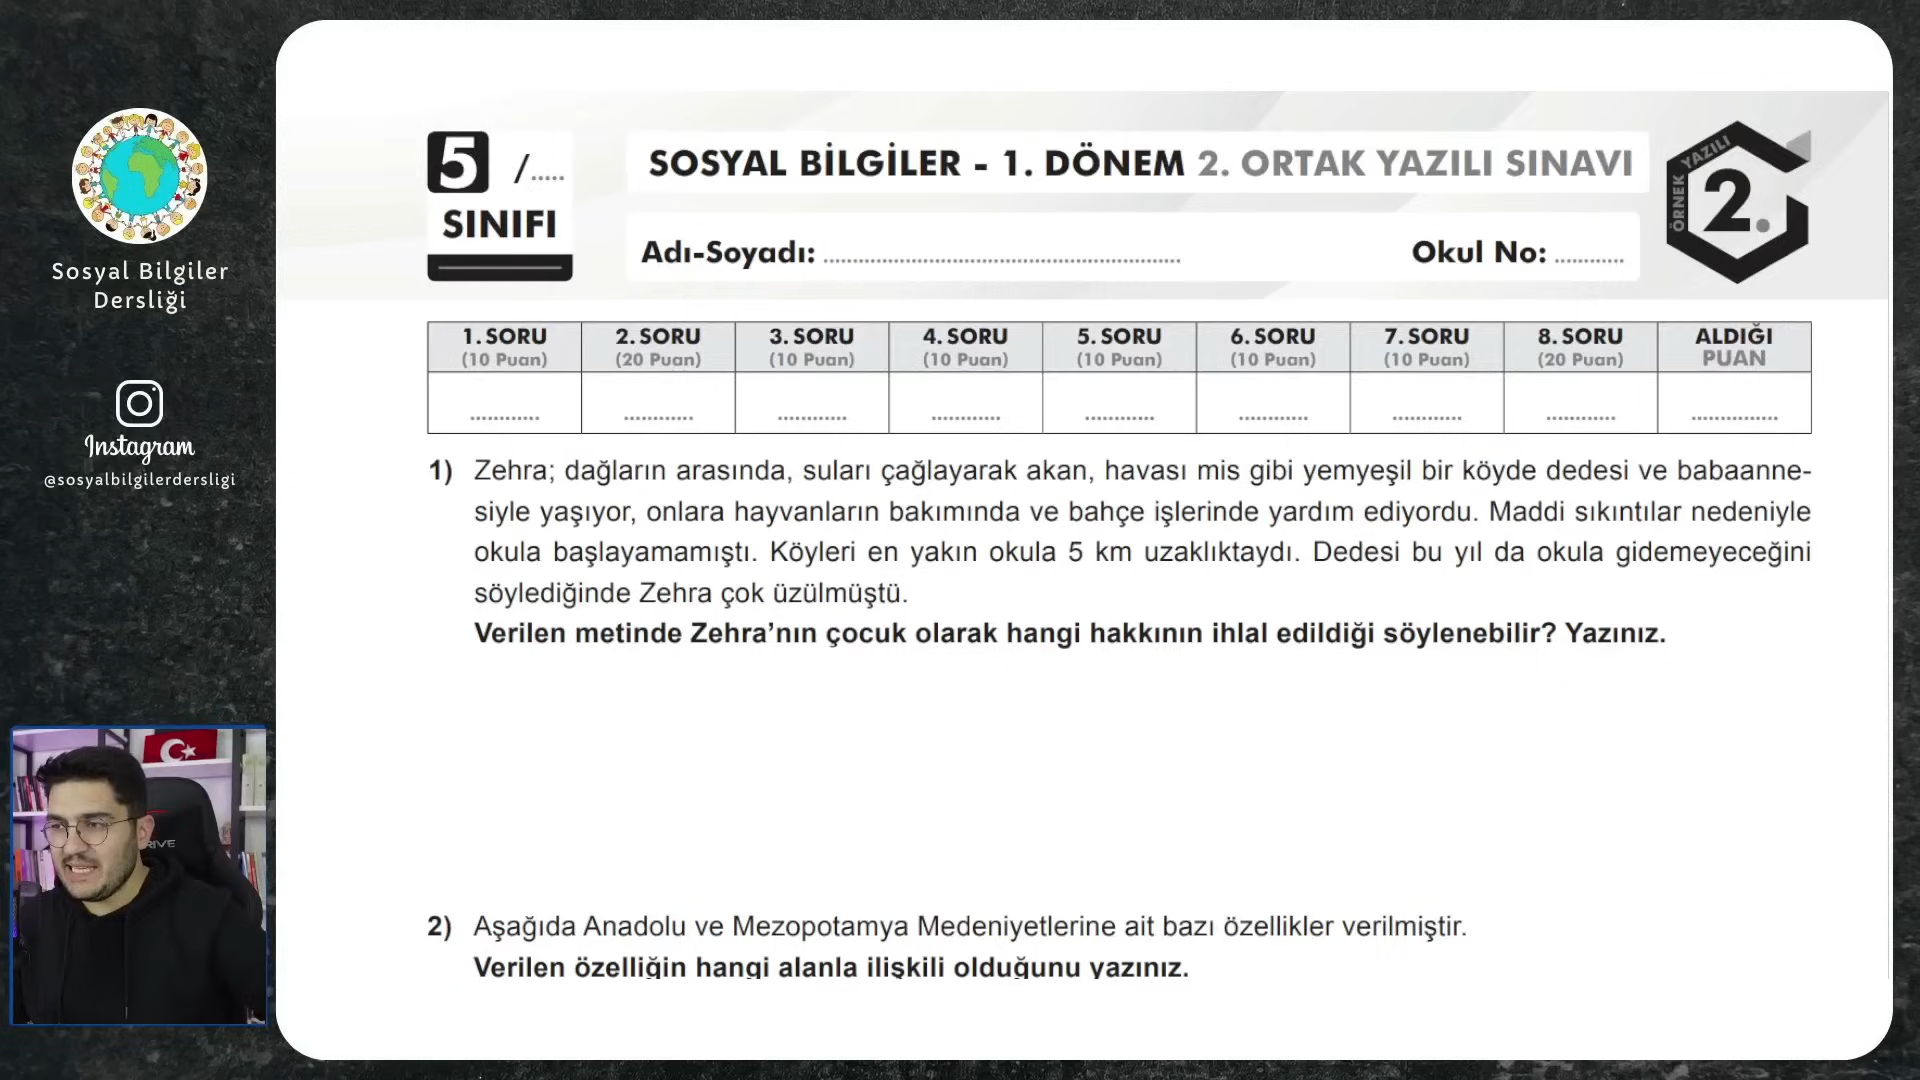 Sosyal Bilgiler
Dersliği
Instagram
@sosyalbilgilerdersligi
5 /.....
SINIFI
SOSYAL BİLGİLER - 1. DÖNEM 2. ORTAK YAZILI SINAVI
Adı-Soyadı: ....................................................... Okul No: ............
ÖRNEK YAZILI
2.
1. SORU 2. SORU 3. SORU 4. SORU 5. SORU 6. SORU 7. SORU 8. SORU ALDIĞI
(10 Puan) (20 Puan) (10 Puan) (10 Puan) (10 Puan) (10 Puan) (10 Puan) (20 Puan) PUAN
............ ............ ............ ............ ............ ............ ............ ............ ...............
1) Zehra; dağların arasında, suları çağlayarak akan, havası mis gibi yemyeşil bir köyde dedesi ve babaanne-
siyle yaşıyor, onlara hayvanların bakımında ve bahçe işlerinde yardım ediyordu. Maddi sıkıntılar nedeniyle
okula başlayamamıştı. Köyleri en yakın okula 5 km uzaklıktaydı. Dedesi bu yıl da okula gidemeyeceğini
söylediğinde Zehra çok üzülmüştü.
Verilen metinde Zehra'nın çocuk olarak hangi hakkının ihlal edildiği söylenebilir? Yazınız.
2) Aşağıda Anadolu ve Mezopotamya Medeniyetlerine ait bazı özellikler verilmiştir.
Verilen özelliğin hangi alanla ilişkili olduğunu yazınız.